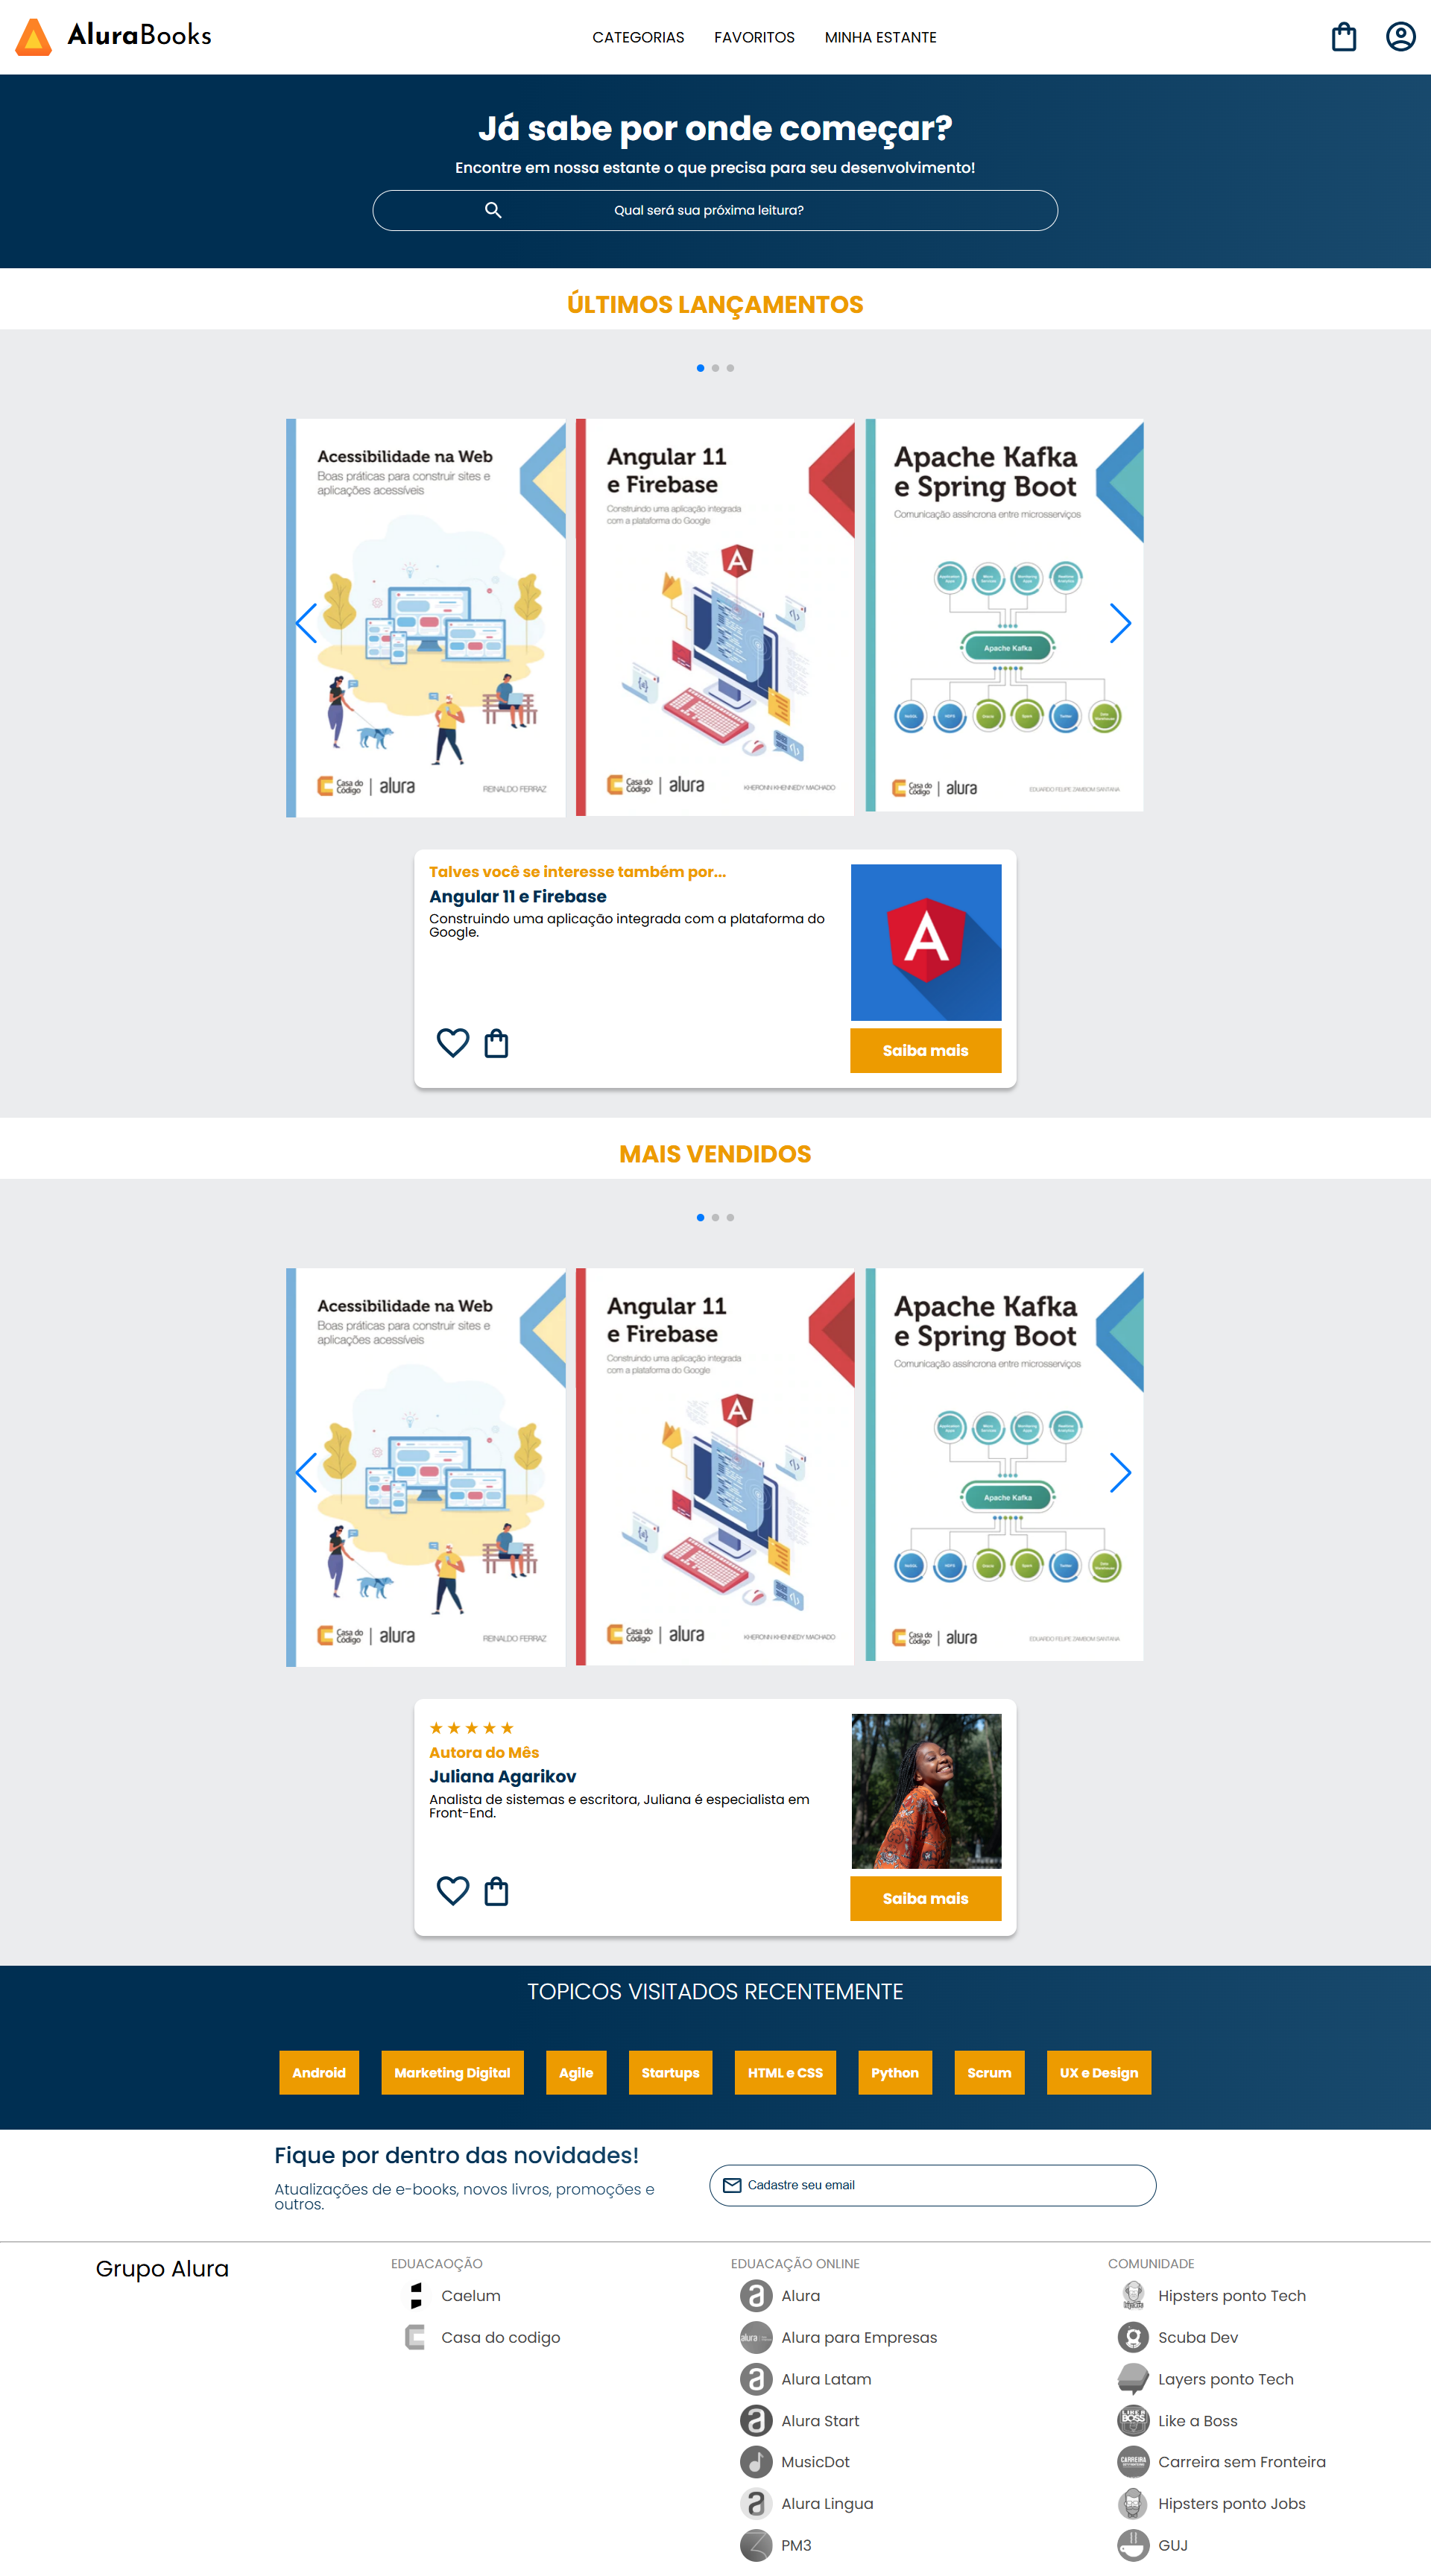 AluraBooks
CATEGORIAS
FAVORITOS
MINHA ESTANTE
Já sabe por onde começar?
Encontre em nossa estante o que precisa para seu desenvolvimento!
Qual será sua próxima leitura?
ÚLTIMOS LANÇAMENTOS
Acessibilidade na Web
Boas práticas para construir sites e
aplicações acessíveis
Casa do
Código
alura
REINALDO FERRAZ
Angular 11
e Firebase
Construindo uma aplicação integrada
com a plataforma do Google
Casa do
Código
alura
KHERONN KHENNEDY MACHADO
Apache Kafka
e Spring Boot
Comunicação assíncrona entre microsserviços
Apache Kafka
Casa do
Código
alura
EDUARDO FELIPE ZAMBOM SANTANA
Talves você se interesse também por...
Angular 11 e Firebase
Construindo uma aplicação integrada com a plataforma do
Google.
Saiba mais
MAIS VENDIDOS
Acessibilidade na Web
Boas práticas para construir sites e
aplicações acessíveis
Casa do
Código
alura
REINALDO FERRAZ
Angular 11
e Firebase
Construindo uma aplicação integrada
com a plataforma do Google
Casa do
Código
alura
KHERONN KHENNEDY MACHADO
Apache Kafka
e Spring Boot
Comunicação assíncrona entre microsserviços
Apache Kafka
Casa do
Código
alura
EDUARDO FELIPE ZAMBOM SANTANA
Autora do Mês
Juliana Agarikov
Analista de sistemas e escritora, Juliana é especialista em
Front-End.
Saiba mais
TOPICOS VISITADOS RECENTEMENTE
Android
Marketing Digital
Agile
Startups
HTML e CSS
Python
Scrum
UX e Design
Fique por dentro das novidades!
Atualizações de e-books, novos livros, promoções e
outros.
Cadastre seu email
Grupo Alura
EDUACAOÇÃO
Caelum
Casa do codigo
EDUACAÇÃO ONLINE
Alura
Alura para Empresas
Alura Latam
Alura Start
MusicDot
Alura Lingua
PM3
COMUNIDADE
Hipsters ponto Tech
Scuba Dev
Layers ponto Tech
Like a Boss
Carreira sem Fronteira
Hipsters ponto Jobs
GUJ